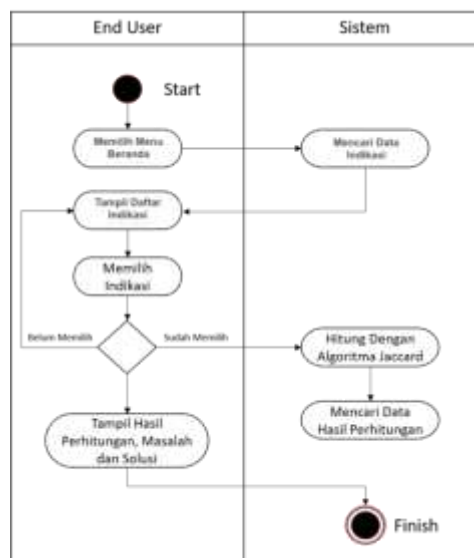 End User
Sistem
Start
Memilih Menu
Beranda
Mencari Data
Indikasi
Tampil Daftar
Indikasi
Memilih
Indikasi
Belum Memilih
Sudah Memilih
Hitung Dengan
Algoritma Jaccard
Mencari Data
Hasil Perhitungan
Tampil Hasil
Perhitungan, Masalah
dan Solusi
Finish